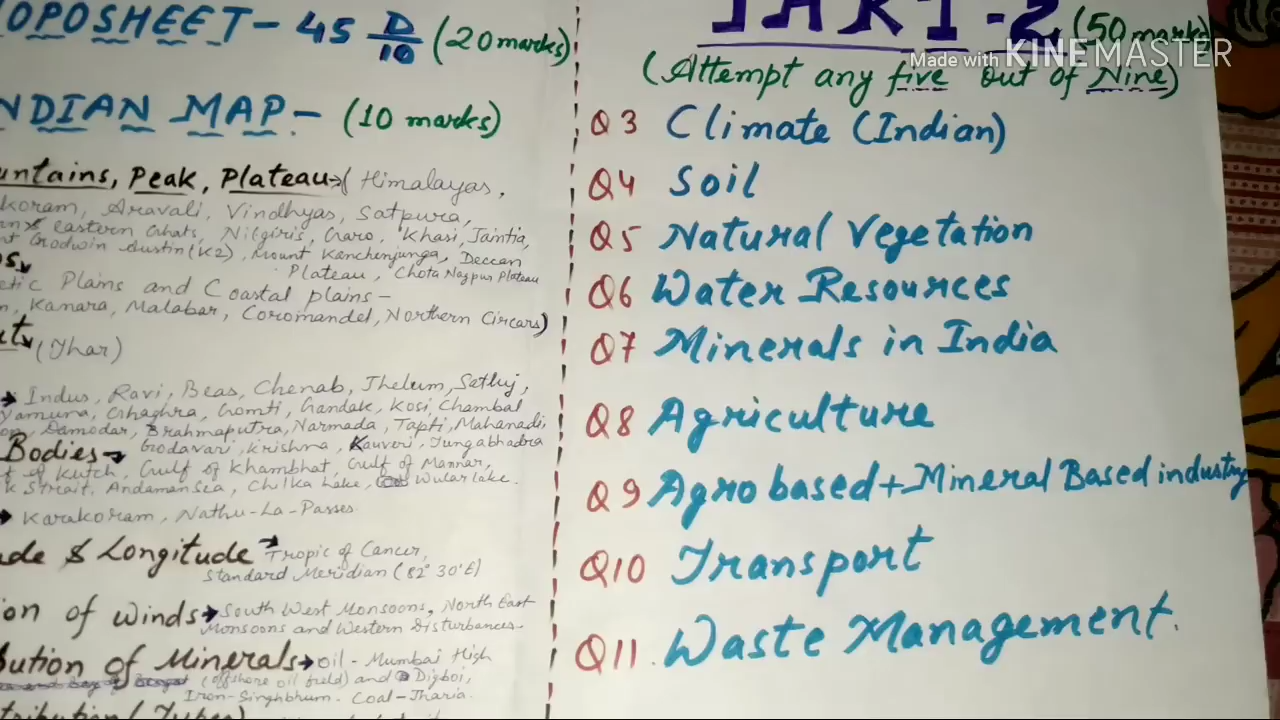 OPOSHEET - 45 D/10 (20 marks)
NDIAN MAP - (10 marks)
untains, Peak, Plateau → ( Himalayas,
koram, Aravali, Vindhyas, Satpura,
eastern Ghats, Nilgiris, Garo, Khasi, Jaintia,
nt Godwin Austin (K2), Mount Kanchenjunga, Deccan
Plateau, Chota Nagpur Plateau
etic Plains and Coastal plains -
n, Kanara, Malabar, Coromandel, Northern Circars)
(Thar)
→ Indus, Ravi, Beas, Chenab, Jhelum, Satluj,
Yamuna, Ghaghra, Gomti, Gandak, Kosi, Chambal
on, Damodar, Brahmaputra, Narmada, Tapti, Mahanadi,
Bodies → Godavari, Krishna, Kauveri, Tungabhadra
f of Kutch, Gulf of Khambhat, Gulf of Mannar,
k Strait, Andaman Sea, Chilka Lake, Wular lake.
→ Karakoram, Nathu-La-Passes
de & Longitude → Tropic of Cancer,
Standard Meridian (82° 30' E)
ion of winds → South West Monsoons, North East
Monsoons and Western Disturbances-
bution of Minerals → oil - Mumbai High
(offshore oil field) and Digboi,
Iron-Singhbhum. Coal-Jharia.
PART-2 (50 marks)
Made with KINEMASTER
(Attempt any five out of Nine)
Q3 Climate (Indian)
Q4 Soil
Q5 Natural Vegetation
Q6 Water Resources
Q7 Minerals in India
Q8 Agriculture
Q9 Agro based + Mineral Based industry
Q10 Transport
Q11. Waste Management.